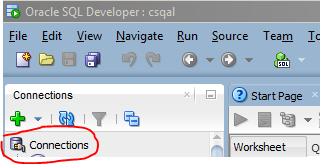 Oracle SQL Developer : csqal
File Edit View Navigate Run Source Team
SQL
Connections
Start Page
Connections
Worksheet Q